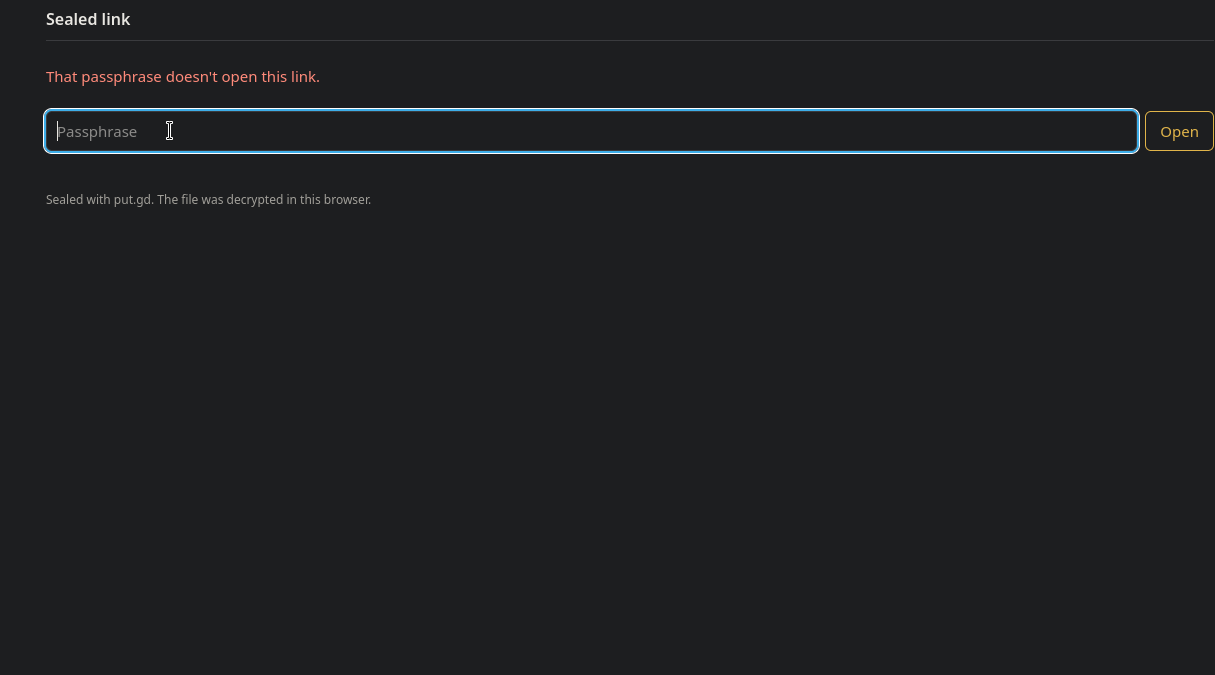 Sealed link
That passphrase doesn't open this link.
Passphrase
Open
Sealed with put.gd. The file was decrypted in this browser.